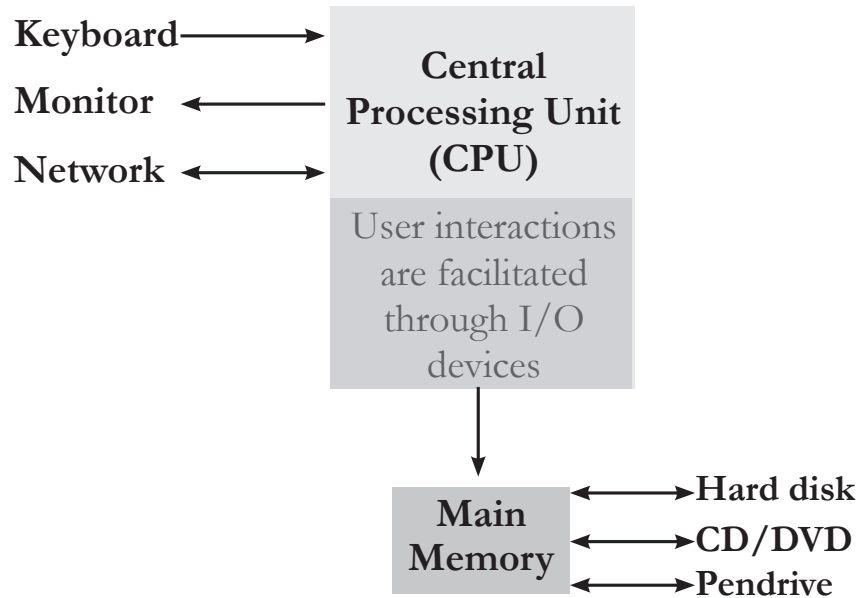 Keyboard
Monitor
Network
Central
Processing Unit
(CPU)
User interactions
are facilitated
through I/O
devices
Main
Memory
Hard disk
CD/DVD
Pendrive